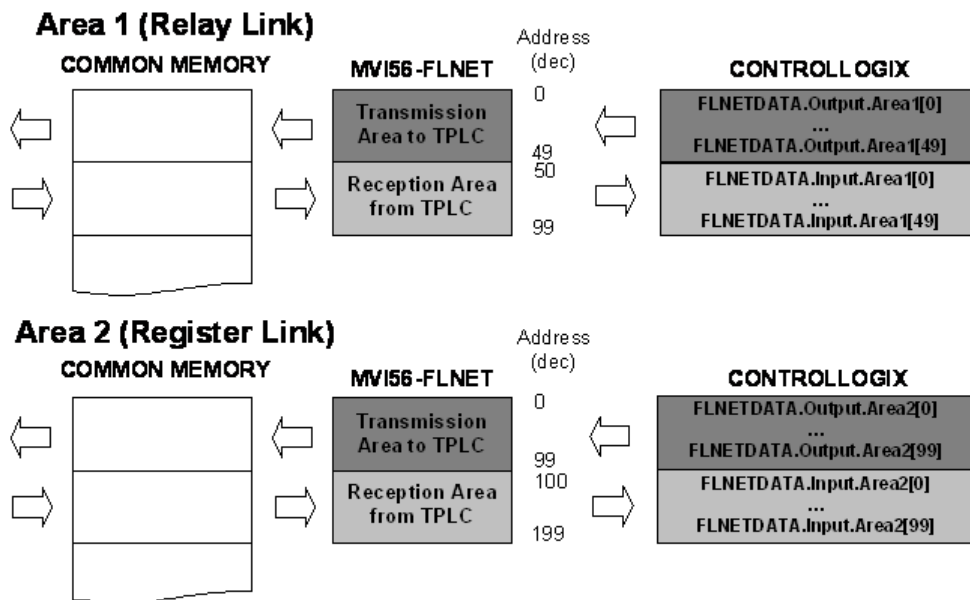 Area 1 (Relay Link)
COMMON MEMORY
MVI56-FLNET
Address
(dec)
CONTROLLOGIX
Transmission
Area to TPLC
0
49
FLNETDATA.Output.Area1[0]
...
FLNETDATA.Output.Area1[49]
Reception Area
from TPLC
50
99
FLNETDATA.Input.Area1[0]
...
FLNETDATA.Input.Area1[49]
Area 2 (Register Link)
COMMON MEMORY
MVI56-FLNET
Address
(dec)
CONTROLLOGIX
Transmission
Area to TPLC
0
99
FLNETDATA.Output.Area2[0]
...
FLNETDATA.Output.Area2[99]
Reception Area
from TPLC
100
199
FLNETDATA.Input.Area2[0]
...
FLNETDATA.Input.Area2[99]